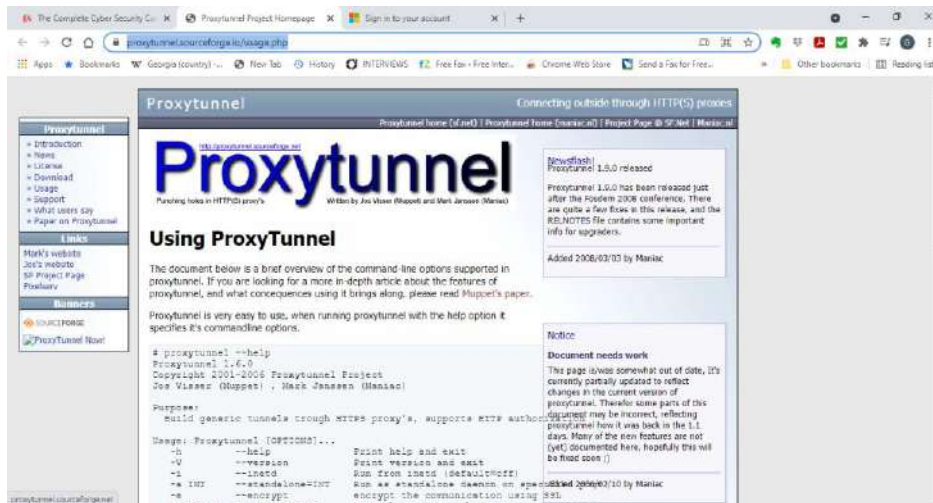 The Complete Cyber Security Co
Proxytunnel Project Homepage
Sign in to your account
proxytunnel.sourceforge.io/usage.php
Apps
Bookmarks
Georgia (country) -...
New Tab
History
INTERVIEWS
Free Fax • Free Inter...
Chrome Web Store
Send a Fax for Free...
Other bookmarks
Reading list
Proxytunnel
Connecting outside through HTTP(S) proxies
Proxytunnel home (sf.net) | Proxytunnel home (maniac.nl) | Project Page @ SF.Net | Maniac.nl
Proxytunnel
» Introduction
» News
» License
» Download
» Usage
» Support
» What users say
» Paper on Proxytunnel
Links
Mark's website
Jos's website
SF Project Page
Pixelserv
Banners
SOURCEFORGE
ProxyTunnel Now!
http://proxytunnel.sourceforge.net
Proxytunnel
Punching holes in HTTP(S) proxy's
Written by Jos Visser (Muppet) and Mark Janssen (Maniac)
Using ProxyTunnel
The document below is a brief overview of the command-line options supported in
proxytunnel. If you are looking for a more in-depth article about the features of
proxytunnel, and what concequences using it brings along, please read Muppet's paper.
Proxytunnel is very easy to use, when running proxytunnel with the help option it
specifies it's commandline options.
# proxytunnel --help
Proxytunnel 1.6.0
Copyright 2001-2006 Proxytunnel Project
Jos Visser (Muppet) , Mark Janssen (Maniac)
Purpose:
Build generic tunnels trough HTTPS proxy's, supports HTTP authorization
Usage: Proxytunnel [OPTIONS]...
-h --help Print help and exit
-V --version Print version and exit
-i --inetd Run from inetd (default=off)
-a INT --standalone=INT Run as standalone daemon on
-e --encrypt encrypt the communication using SSL
Newsflash!
Proxytunnel 1.9.0 released
Proxytunnel 1.9.0 has been released just
after the Fosdem 2008 conference. There
are quite a few fixes in this release, and the
RELNOTES file contains some important
info for upgraders.
Added 2008/03/03 by Maniac
Notice
Document needs work
This page is/was somewhat out of date, It's
currently partially updated to reflect
changes in the current version of
proxytunnel. Therefor some parts of this
document may be incorrect, reflecting
proxytunnel how it was back in the 1.1
days. Many of the new features are not
(yet) documented here, hopefully this will
be fixed soon ;)
by Maniac
proxytunnel.sourceforge.net